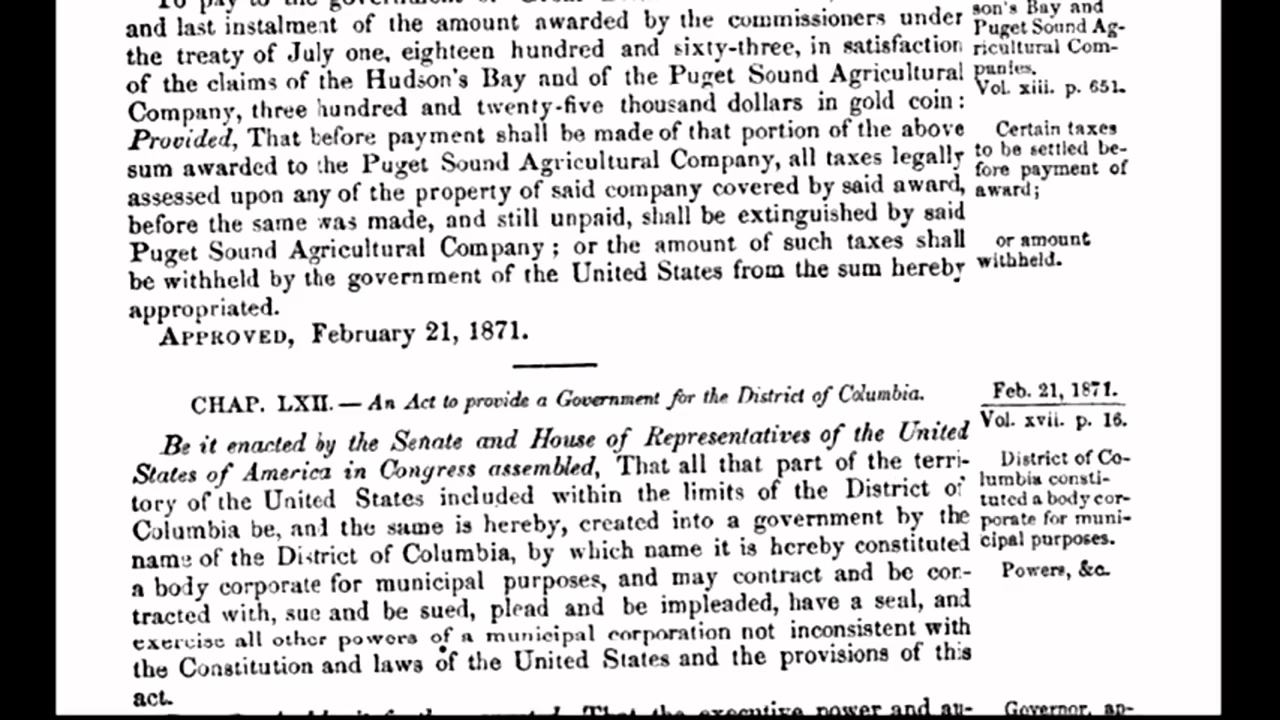 To pay to the government of Great
and last instalment of the amount awarded by the commissioners under
the treaty of July one, eighteen hundred and sixty-three, in satisfaction
of the claims of the Hudson's Bay and of the Puget Sound Agricultural
Company, three hundred and twenty-five thousand dollars in gold coin:
Provided, That before payment shall be made of that portion of the above
sum awarded to the Puget Sound Agricultural Company, all taxes legally
assessed upon any of the property of said company covered by said award,
before the same was made, and still unpaid, shall be extinguished by said
Puget Sound Agricultural Company; or the amount of such taxes shall
be withheld by the government of the United States from the sum hereby
appropriated.
APPROVED, February 21, 1871.
son's Bay and
Puget Sound Ag-
ricultural Com-
panies.
Vol. xiii. p. 651.
Certain taxes
to be settled be-
fore payment of
award;
or amount
withheld.
CHAP. LXII. — An Act to provide a Government for the District of Columbia.
Be it enacted by the Senate and House of Representatives of the United
States of America in Congress assembled, That all that part of the terri-
tory of the United States included within the limits of the District of
Columbia be, and the same is hereby, created into a government by the
name of the District of Columbia, by which name it is hereby constituted
a body corporate for municipal purposes, and may contract and be con-
tracted with, sue and be sued, plead and be impleaded, have a seal, and
exercise all other powers of a municipal corporation not inconsistent with
the Constitution and laws of the United States and the provisions of this
act.
That the executive power and au-
Feb. 21, 1871.
Vol. xvii. p. 16.
District of Co-
lumbia consti-
tuted a body cor-
porate for muni-
cipal purposes.
Powers, &c.
Governor, ap-